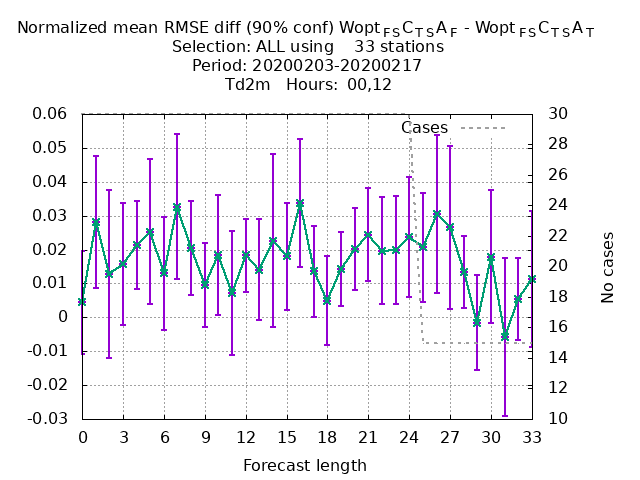 Normalized mean RMSE diff (90% conf) Wopt FS C TS A F - Wopt FS C TS A T
Selection: ALL using    33 stations
Period: 20200203-20200217
Td2m   Hours:  00,12
Cases
0.06
0.05
0.04
0.03
0.02
0.01
0
-0.01
-0.02
-0.03
30
28
26
24
22
20
18
16
14
12
10
No cases
0 3 6 9 12 15 18 21 24 27 30 33
Forecast length